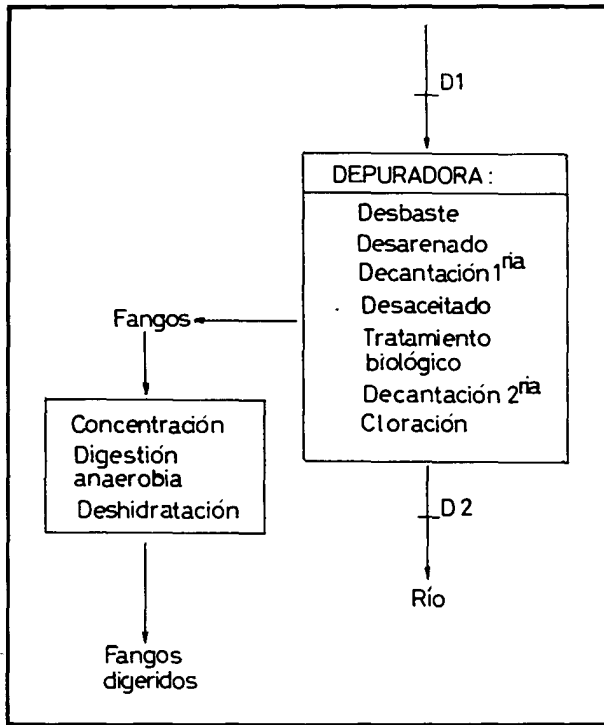 D1
DEPURADORA:
Desbaste
Desarenado
Decantación 1ria
Desaceitado
Tratamiento
biológico
Decantación 2ria
Cloración
Fangos
Concentración
Digestión
anaerobia
Deshidratación
D2
Río
Fangos
digeridos